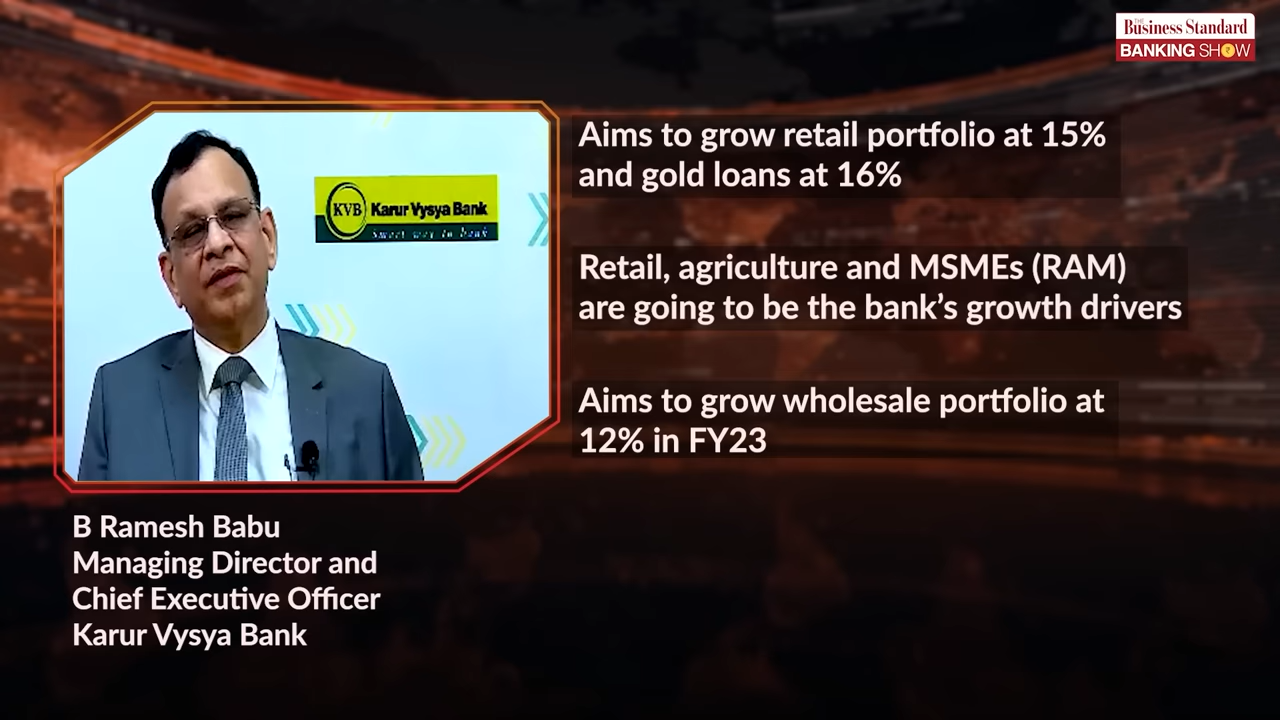 THE
Business Standard
BANKING SHOW
KVB Karur Vysya Bank
Smart way to bank
Aims to grow retail portfolio at 15%
and gold loans at 16%
Retail, agriculture and MSMEs (RAM)
are going to be the bank’s growth drivers
Aims to grow wholesale portfolio at
12% in FY23
B Ramesh Babu
Managing Director and
Chief Executive Officer
Karur Vysya Bank